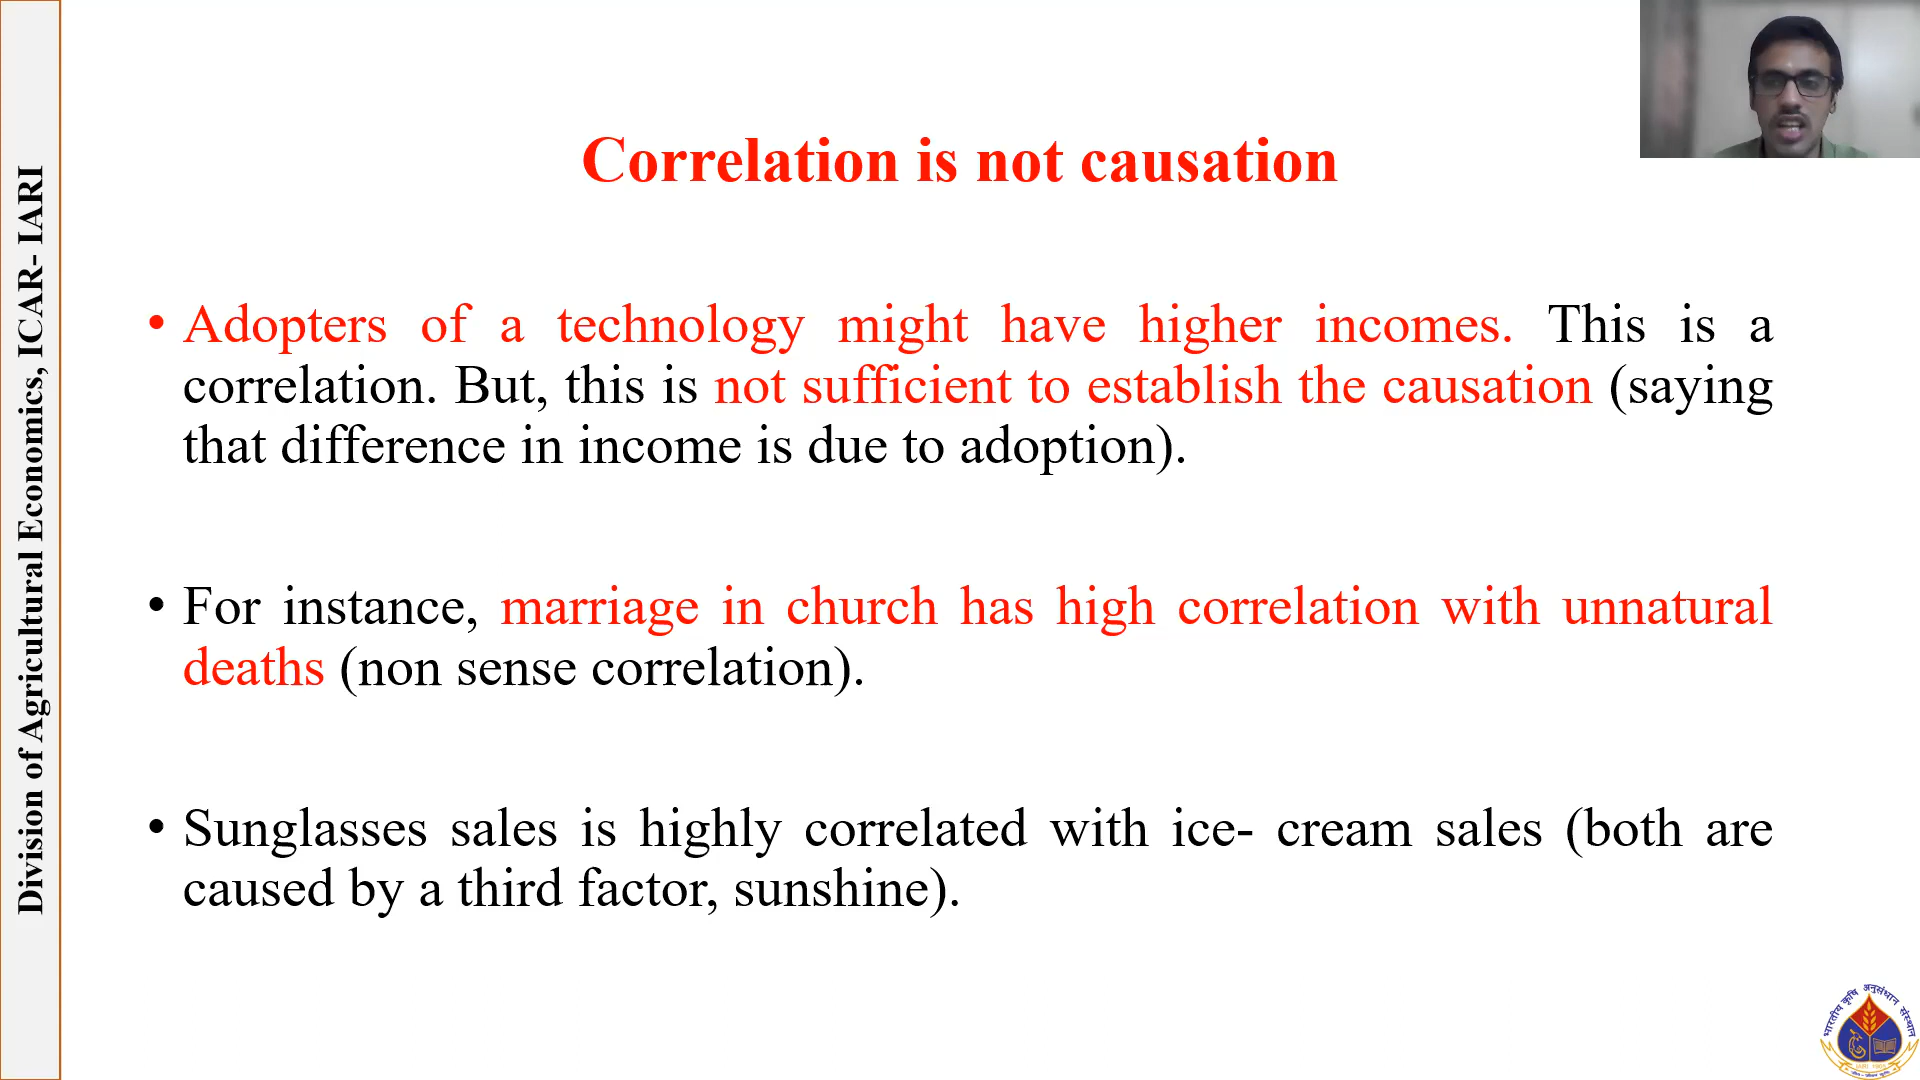 Division of Agricultural Economics, ICAR- IARI
Correlation is not causation
• Adopters of a technology might have higher incomes. This is a
correlation. But, this is not sufficient to establish the causation (saying
that difference in income is due to adoption).
• For instance, marriage in church has high correlation with unnatural
deaths (non sense correlation).
• Sunglasses sales is highly correlated with ice- cream sales (both are
caused by a third factor, sunshine).
भारतीय कृषि अनुसंधान संस्थान